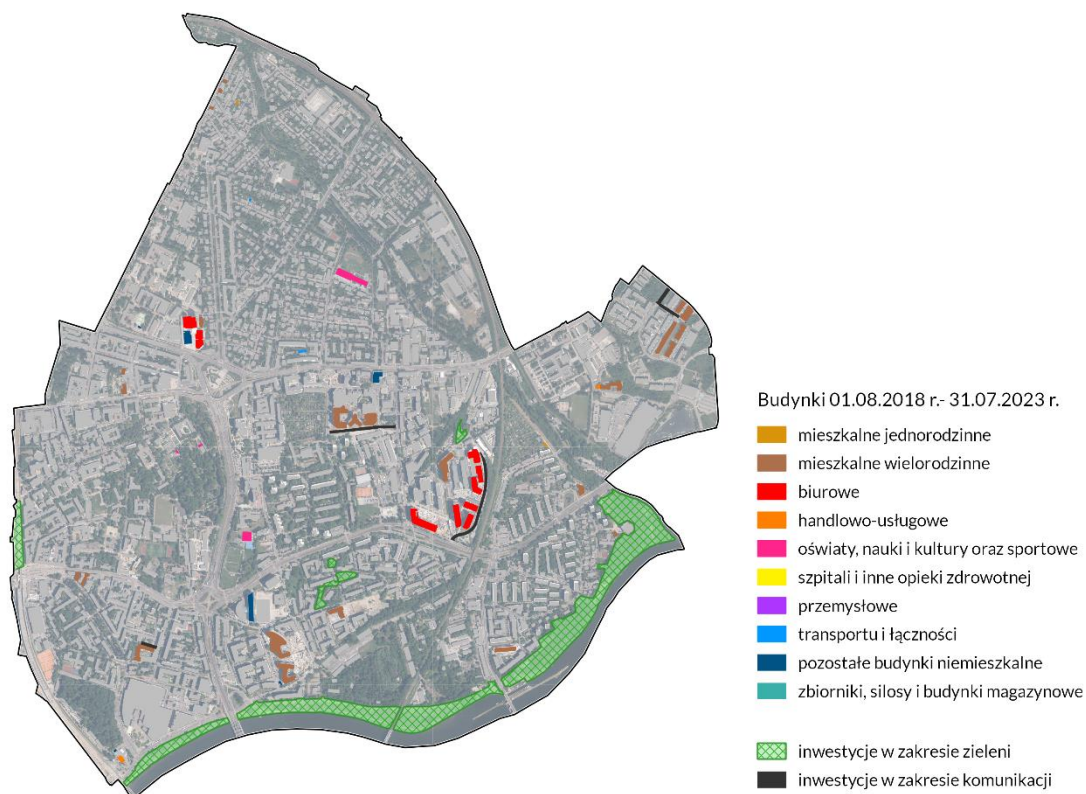 Budynki 01.08.2018 r.- 31.07.2023 r.
mieszkalne jednorodzinne
mieszkalne wielorodzinne
biurowe
handlowo-usługowe
oświaty, nauki i kultury oraz sportowe
szpitali i inne opieki zdrowotnej
przemysłowe
transportu i łączności
pozostałe budynki niemieszkalne
zbiorniki, silosy i budynki magazynowe
inwestycje w zakresie zieleni
inwestycje w zakresie komunikacji